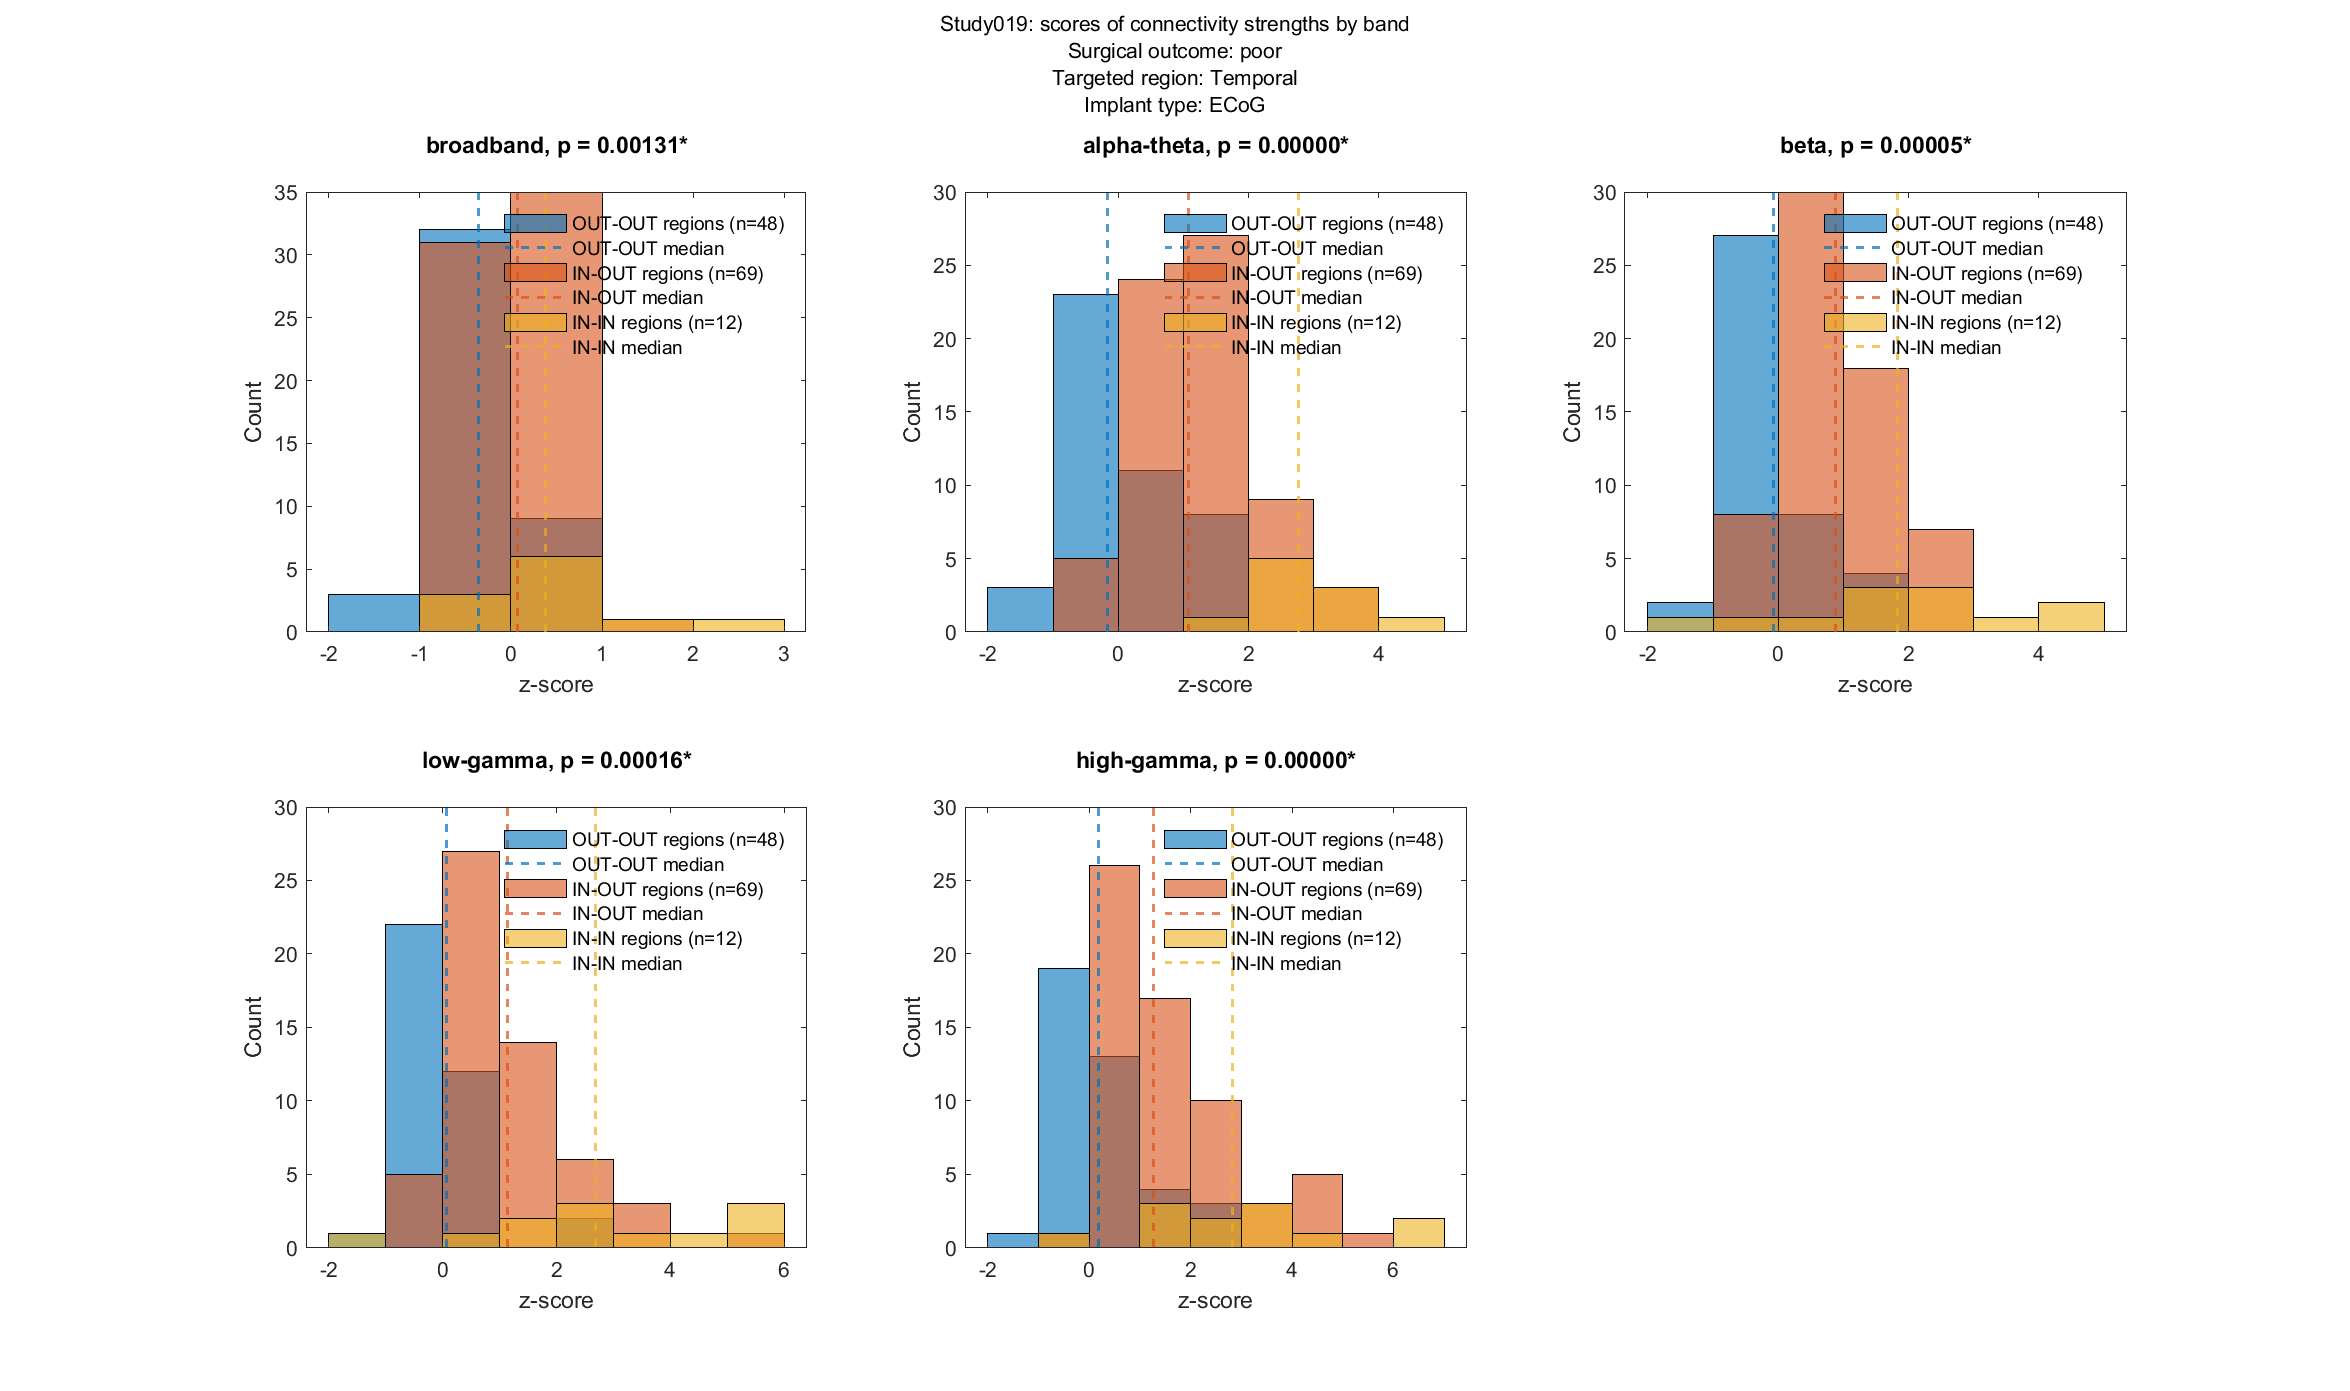 Study019: scores of connectivity strengths by band
Surgical outcome: poor
Targeted region: Temporal
Implant type: ECoG
broadband, p = 0.00131*
35
30
25
20
15
10
5
0
Count
-2 -1 0 1 2 3
z-score
OUT-OUT regions (n=48)
OUT-OUT median
IN-OUT regions (n=69)
IN-OUT median
IN-IN regions (n=12)
IN-IN median
alpha-theta, p = 0.00000*
30
25
20
15
10
5
0
Count
-2 0 2 4
z-score
OUT-OUT regions (n=48)
OUT-OUT median
IN-OUT regions (n=69)
IN-OUT median
IN-IN regions (n=12)
IN-IN median
beta, p = 0.00005*
30
25
20
15
10
5
0
Count
-2 0 2 4
z-score
OUT-OUT regions (n=48)
OUT-OUT median
IN-OUT regions (n=69)
IN-OUT median
IN-IN regions (n=12)
IN-IN median
low-gamma, p = 0.00016*
30
25
20
15
10
5
0
Count
-2 0 2 4 6
z-score
OUT-OUT regions (n=48)
OUT-OUT median
IN-OUT regions (n=69)
IN-OUT median
IN-IN regions (n=12)
IN-IN median
high-gamma, p = 0.00000*
30
25
20
15
10
5
0
Count
-2 0 2 4 6
z-score
OUT-OUT regions (n=48)
OUT-OUT median
IN-OUT regions (n=69)
IN-OUT median
IN-IN regions (n=12)
IN-IN median